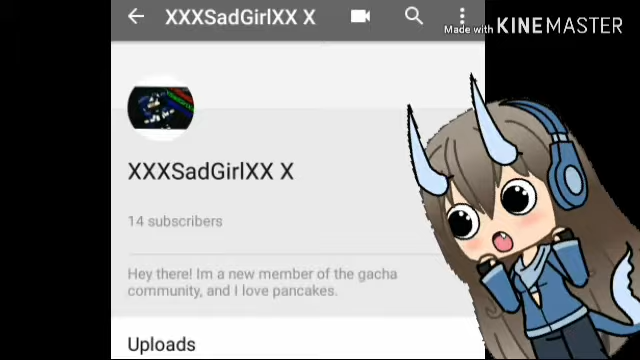 XXXSadGirlXX X
Made with KINEMASTER
XXXSadGirlXX X
14 subscribers
Hey there! Im a new member of the gacha
community, and I love pancakes.
Uploads